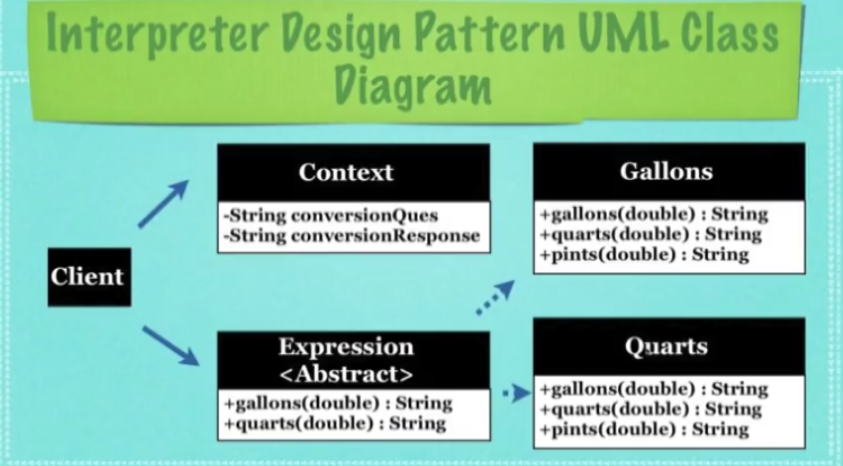 Interpreter Design Pattern UML Class
Diagram
Client
Context
-String conversionQues
-String conversionResponse
Expression
<Abstract>
+gallons(double) : String
+quarts(double) : String
Gallons
+gallons(double) : String
+quarts(double) : String
+pints(double) : String
Quarts
+gallons(double) : String
+quarts(double) : String
+pints(double) : String